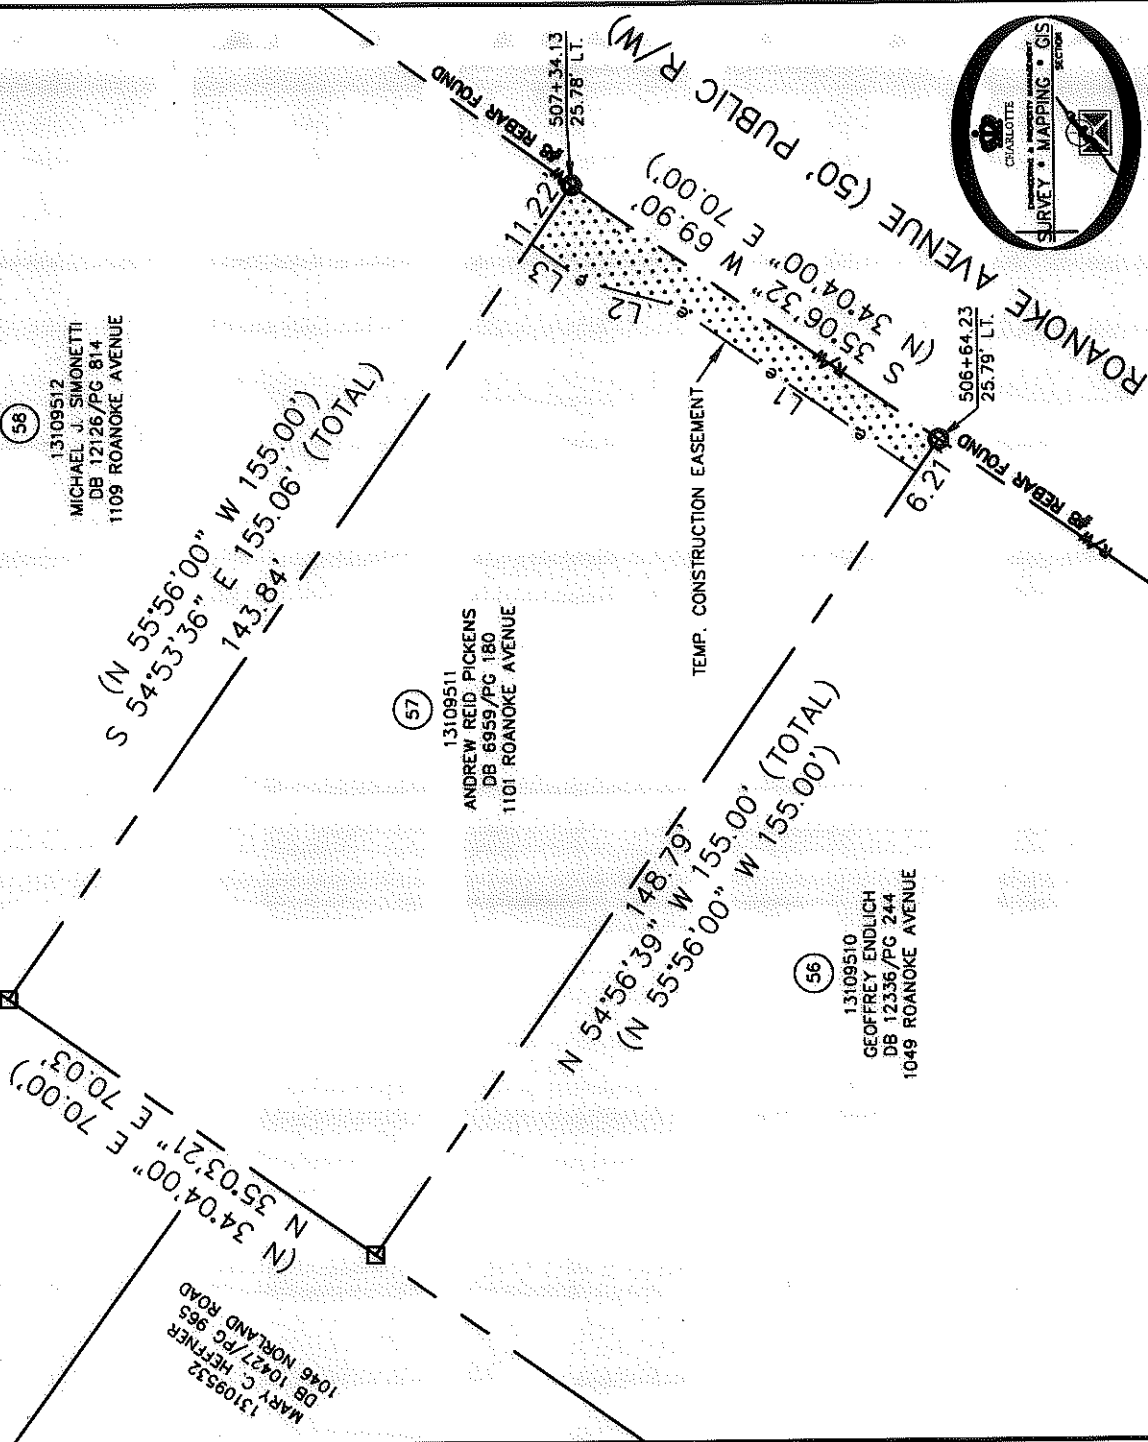 58
13109512
MICHAEL J. SIMONETTI
DB 12126/PG 814
1109 ROANOKE AVENUE
(N 55°56'00" W 155.00')
S 54°53'36" E 155.06' (TOTAL)
143.84'
11.22'
R/W #8 REBAR FOUND
507+34.13
25.78' LT.
ROANOKE AVENUE (50' PUBLIC R/W)
S 35°06'32" W 69.90'
(N 34°04'00" E 70.00')
R/W
L3
L2
L1
e
e
e
e
TEMP. CONSTRUCTION EASEMENT
506+64.23
25.79' LT.
6.21'
R/W #8 REBAR FOUND
57
13109511
ANDREW REID PICKENS
DB 6959/PG 180
1101 ROANOKE AVENUE
148.79'
N 54°56'39" W 155.00' (TOTAL)
(N 55°56'00" W 155.00')
56
13109510
GEOFFREY ENDLICH
DB 12336/PG 244
1049 ROANOKE AVENUE
(N 34°04'00" E 70.00')
N 35°03'21" E 70.03'
13109532
MARY C. HEFFNER
DB 10427/PG 965
1046 NORLAND ROAD
CHARLOTTE
ENGINEERING & PROPERTY MANAGEMENT
SURVEY * MAPPING * GIS
SECTION